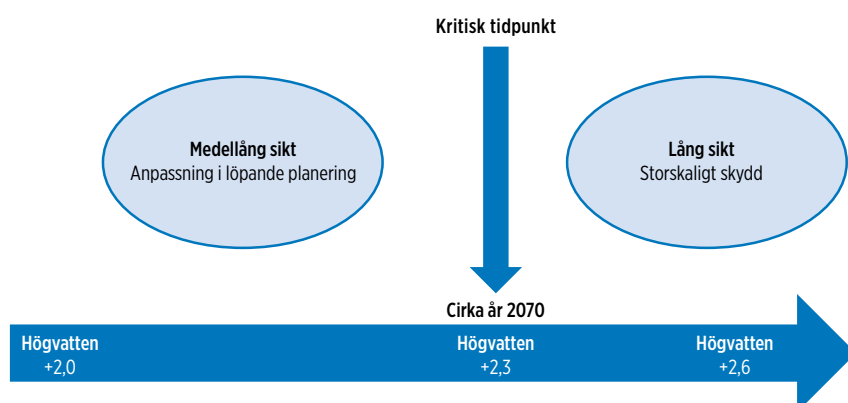 Kritisk tidpunkt
Medellång sikt
Anpassning i löpande planering
Lång sikt
Storskaligt skydd
Cirka år 2070
Högvatten
+2,0
Högvatten
+2,3
Högvatten
+2,6